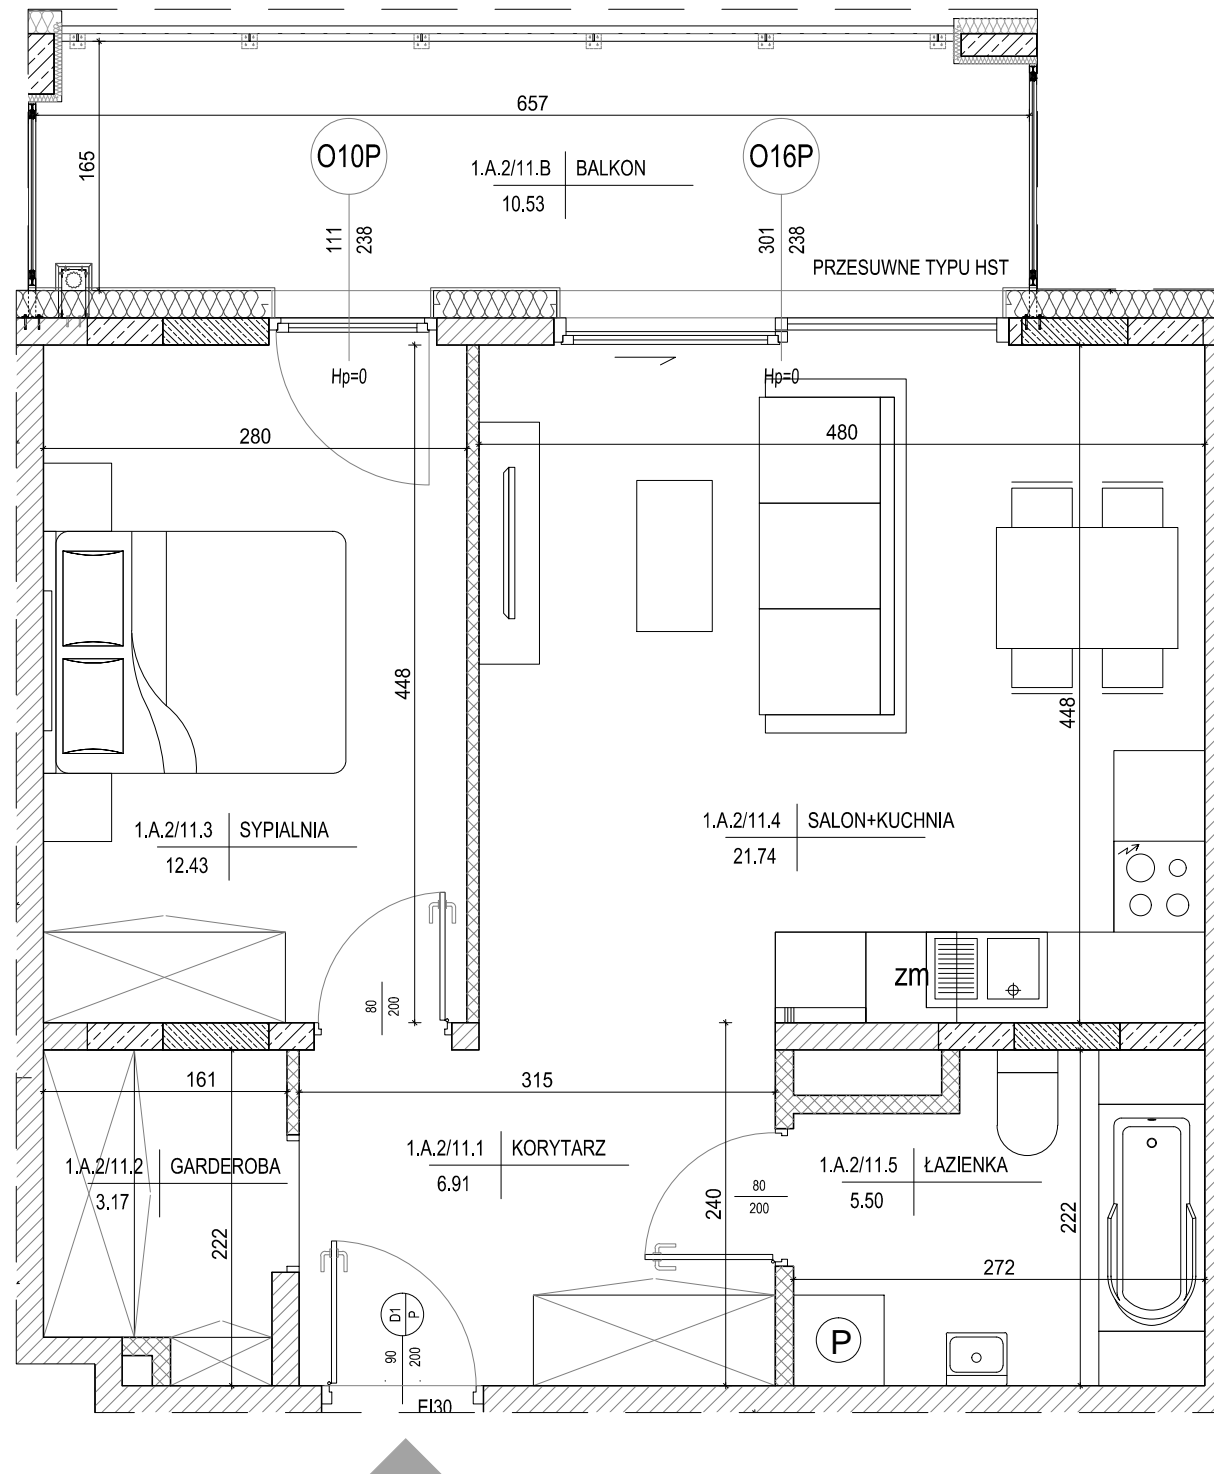 657
165
O10P
111
238
1.A.2/11.B BALKON
10.53
O16P
301
238
PRZESUWNE TYPU HST
Hp=0
Hp=0
280
480
448
448
1.A.2/11.3 SYPIALNIA
12.43
1.A.2/11.4 SALON+KUCHNIA
21.74
zm
80
200
161
315
1.A.2/11.2 GARDEROBA
3.17
222
1.A.2/11.1 KORYTARZ
6.91
240
80
200
1.A.2/11.5 ŁAZIENKA
5.50
222
272
D1
P
90
200
P
EI30